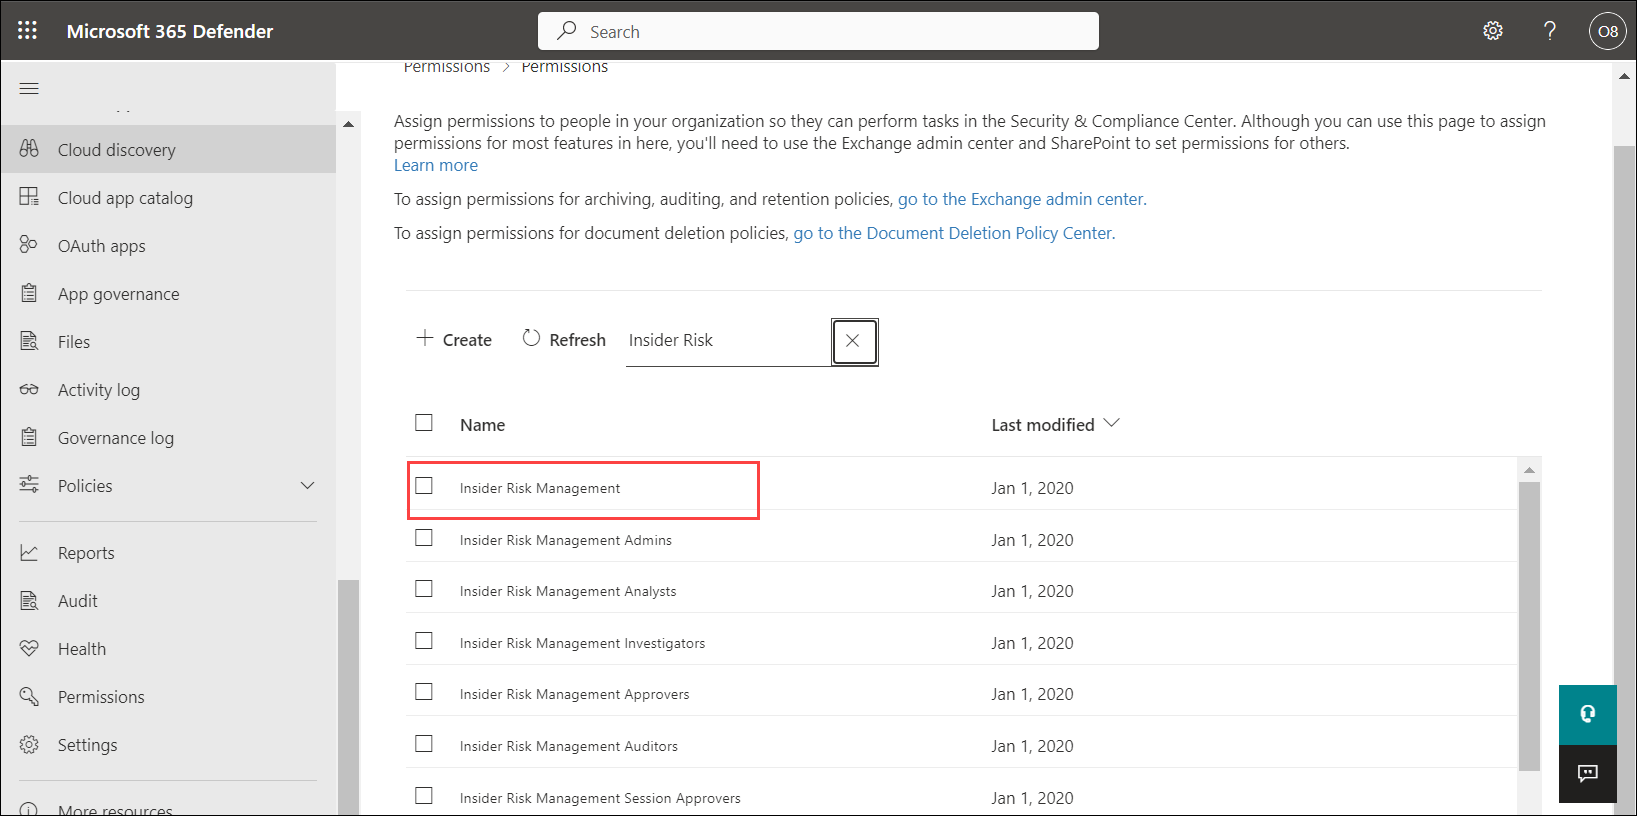 Microsoft 365 Defender
Search
O8
Permissions > Permissions
Cloud discovery
Cloud app catalog
OAuth apps
App governance
Files
Activity log
Governance log
Policies
Reports
Audit
Health
Permissions
Settings
More resources
Assign permissions to people in your organization so they can perform tasks in the Security & Compliance Center. Although you can use this page to assign
permissions for most features in here, you'll need to use the Exchange admin center and SharePoint to set permissions for others.
Learn more
To assign permissions for archiving, auditing, and retention policies, go to the Exchange admin center.
To assign permissions for document deletion policies, go to the Document Deletion Policy Center.
Create Refresh Insider Risk
Name Last modified
Insider Risk Management Jan 1, 2020
Insider Risk Management Admins Jan 1, 2020
Insider Risk Management Analysts Jan 1, 2020
Insider Risk Management Investigators Jan 1, 2020
Insider Risk Management Approvers Jan 1, 2020
Insider Risk Management Auditors Jan 1, 2020
Insider Risk Management Session Approvers Jan 1, 2020